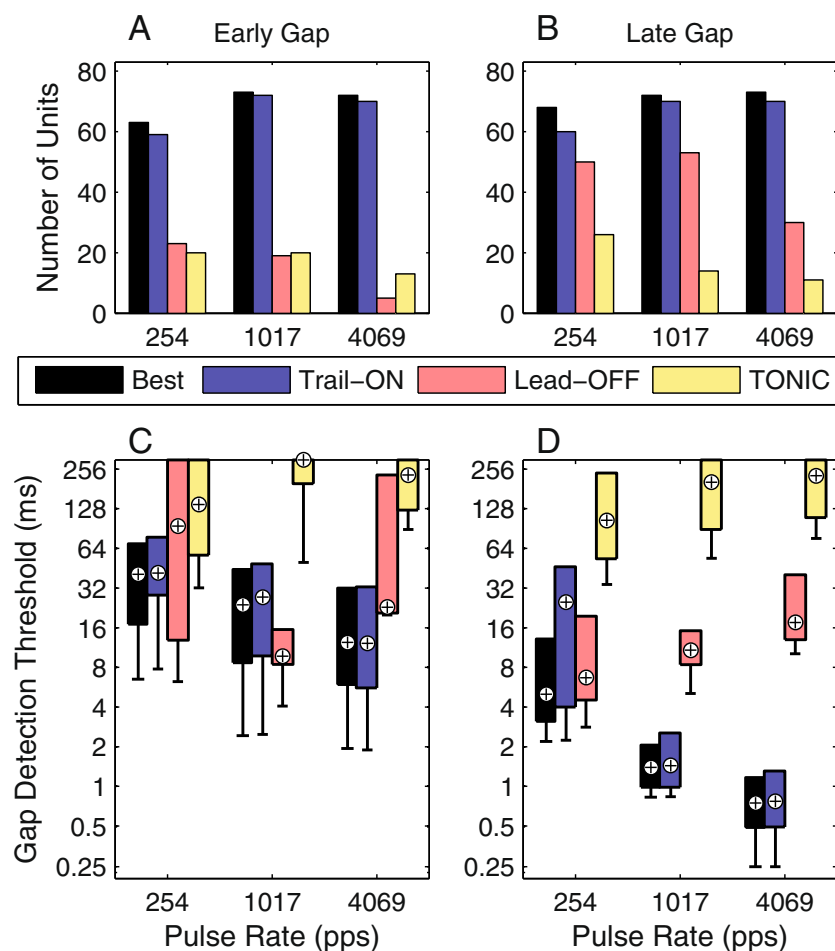 A Early Gap
B Late Gap
Number of Units
80
60
40
20
0
254 1017 4069
80
60
40
20
0
254 1017 4069
Best Trail−ON Lead−OFF TONIC
C
Gap Detection Threshold (ms)
256
128
64
32
16
8
4
2
1
0.5
0.25
254 1017 4069
Pulse Rate (pps)
D
256
128
64
32
16
8
4
2
1
0.5
0.25
254 1017 4069
Pulse Rate (pps)